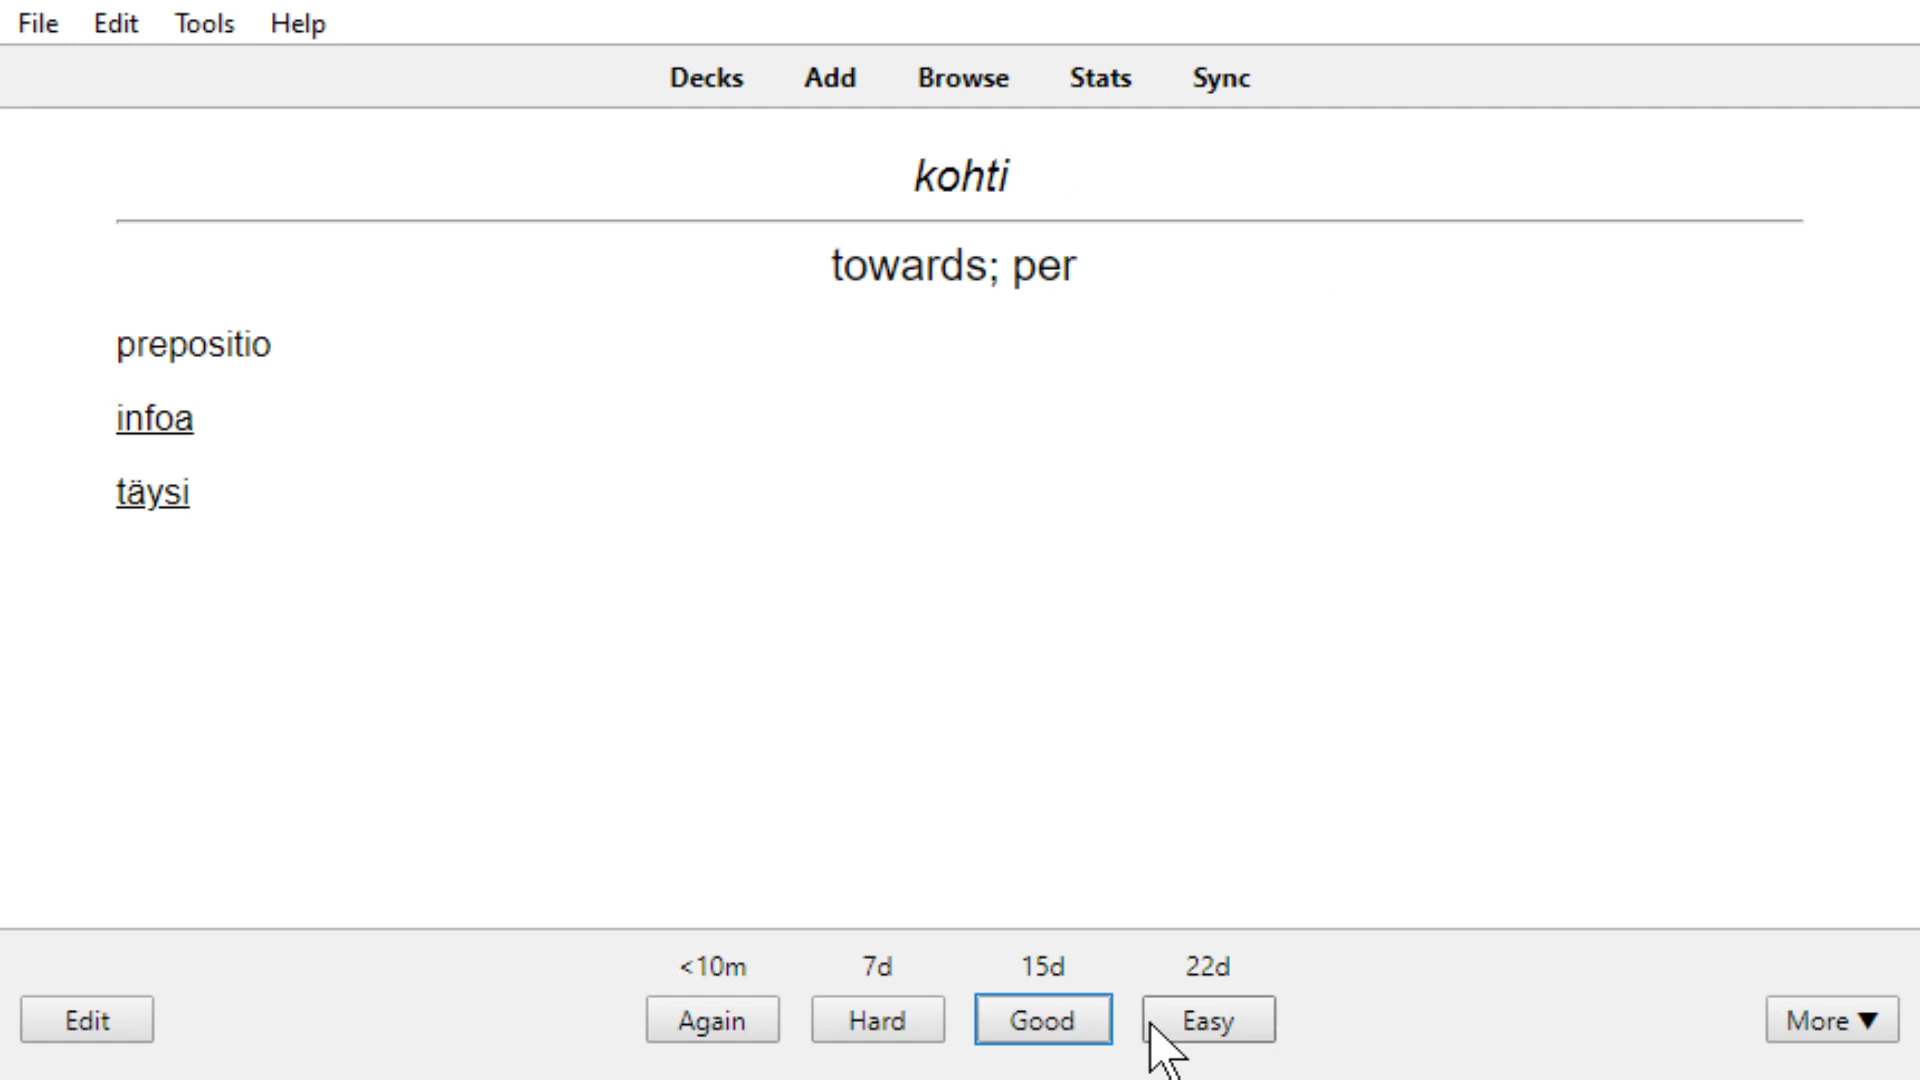 File Edit Tools Help
Decks Add Browse Stats Sync
kohti
towards; per
prepositio
infoa
täysi
<10m 7d 15d 22d
Edit Again Hard Good Easy More ▼